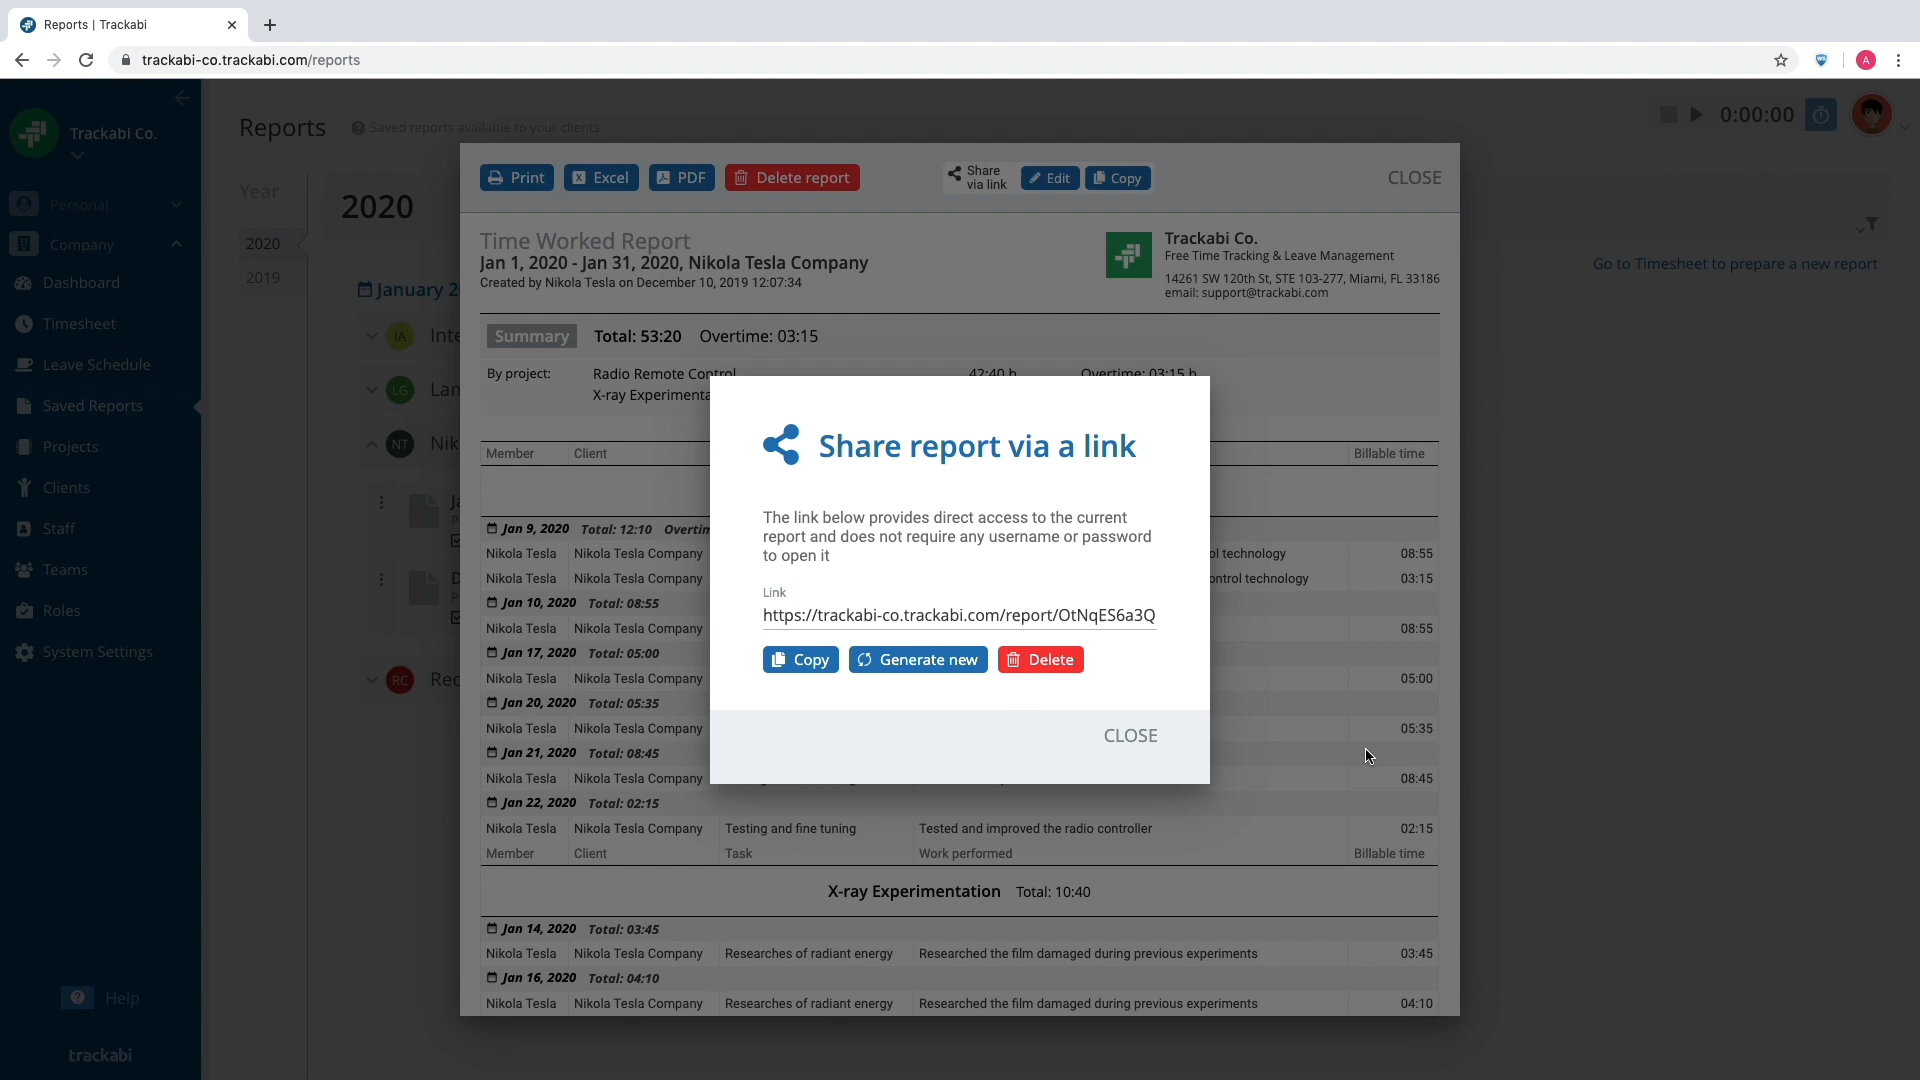 Reports | Trackabi
trackabi-co.trackabi.com/reports
A
Trackabi Co.
Personal
Company
Dashboard
Timesheet
Leave Schedule
Saved Reports
Projects
Clients
Staff
Teams
Roles
System Settings
Help
trackabi
Reports
Saved reports available to your clients
0:00:00
Year
2020
2019
2020
January 2
IA
LG
NT
Nik
RC
Go to Timesheet to prepare a new report
Print
Excel
PDF
Delete report
Share
via link
Edit
Copy
CLOSE
Time Worked Report
Jan 1, 2020 - Jan 31, 2020, Nikola Tesla Company
Created by Nikola Tesla on December 10, 2019 12:07:34
Trackabi Co.
Free Time Tracking & Leave Management
14261 SW 120th St, STE 103-277, Miami, FL 33186
email: support@trackabi.com
Summary Total: 53:20 Overtime: 03:15
By project: Radio Remote Control 42:40 h Overtime: 03:15 h
X-ray Experimenta
Member Client Billable time
Jan 9, 2020 Total: 12:10 Overtim
Nikola Tesla Nikola Tesla Company ol technology 08:55
Nikola Tesla Nikola Tesla Company ontrol technology 03:15
Jan 10, 2020 Total: 08:55
Nikola Tesla Nikola Tesla Company 08:55
Jan 17, 2020 Total: 05:00
Nikola Tesla Nikola Tesla Company 05:00
Jan 20, 2020 Total: 05:35
Nikola Tesla Nikola Tesla Company 05:35
Jan 21, 2020 Total: 08:45
Nikola Tesla Nikola Tesla Company 08:45
Jan 22, 2020 Total: 02:15
Nikola Tesla Nikola Tesla Company Testing and fine tuning Tested and improved the radio controller 02:15
Member Client Task Work performed Billable time
X-ray Experimentation Total: 10:40
Jan 14, 2020 Total: 03:45
Nikola Tesla Nikola Tesla Company Researches of radiant energy Researched the film damaged during previous experiments 03:45
Jan 16, 2020 Total: 04:10
Nikola Tesla Nikola Tesla Company Researches of radiant energy Researched the film damaged during previous experiments 04:10
Share report via a link
The link below provides direct access to the current
report and does not require any username or password
to open it
Link
https://trackabi-co.trackabi.com/report/OtNqES6a3Q
Copy
Generate new
Delete
CLOSE